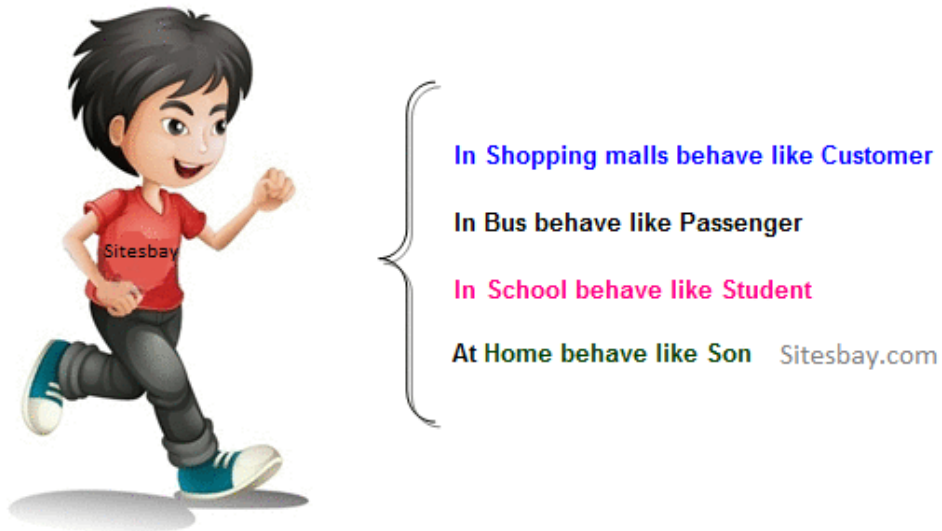 Sitesbay
In Shopping malls behave like Customer
In Bus behave like Passenger
In School behave like Student
At Home behave like Son
Sitesbay.com